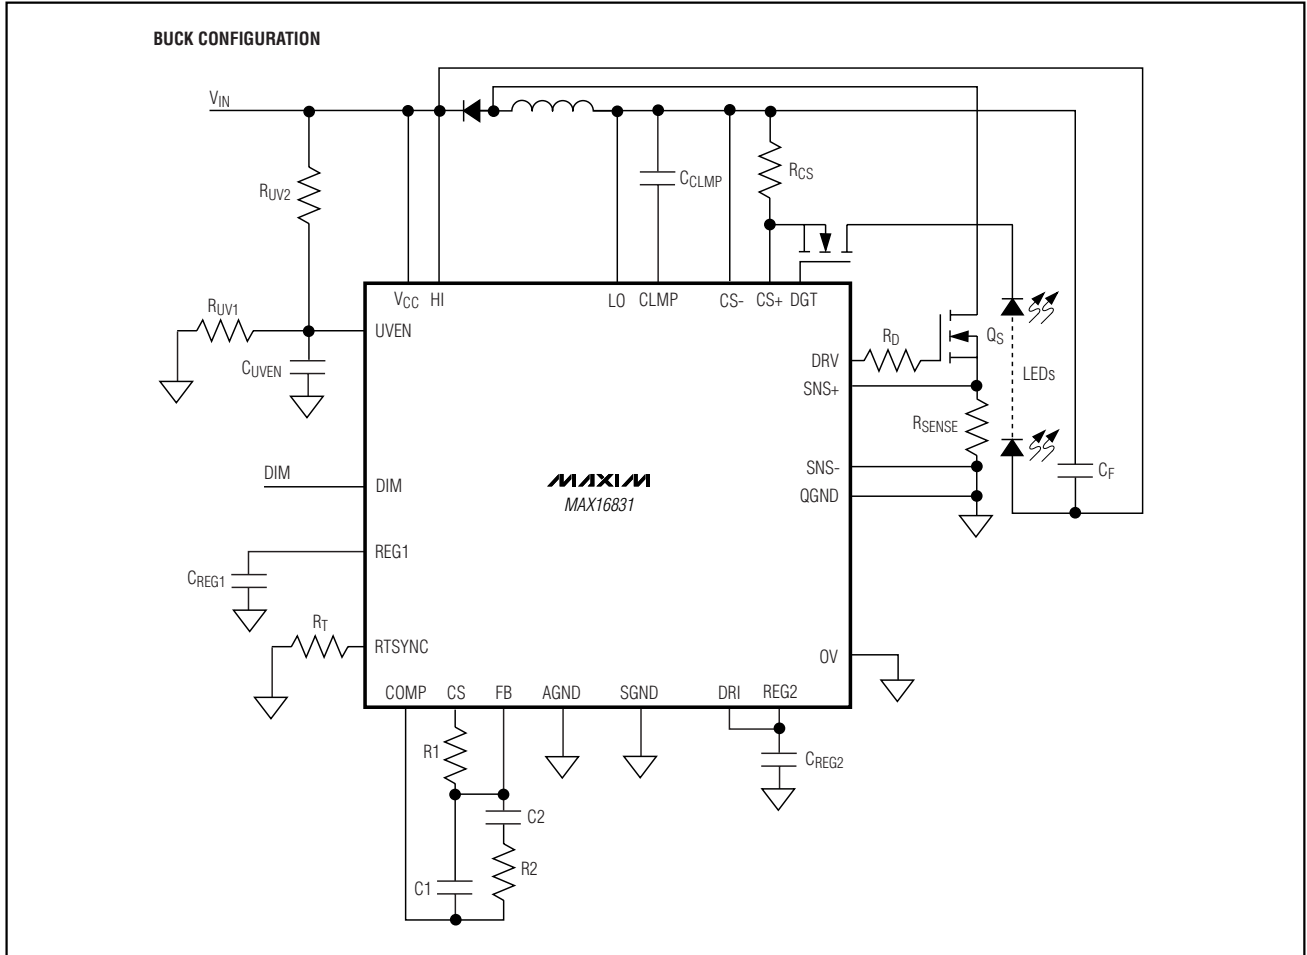 BUCK CONFIGURATION
VIN
RUV2
CCLMP
RCS
VCC HI LO CLMP CS- CS+ DGT
RUV1
UVEN
CUVEN
RD
QS
DRV
SNS+
LEDs
RSENSE
SNS-
CF
DIM
DIM
MAXIM
MAX16831
QGND
REG1
CREG1
RT
RTSYNC
OV
COMP CS FB AGND SGND DRI REG2
R1
CREG2
C2
R2
C1